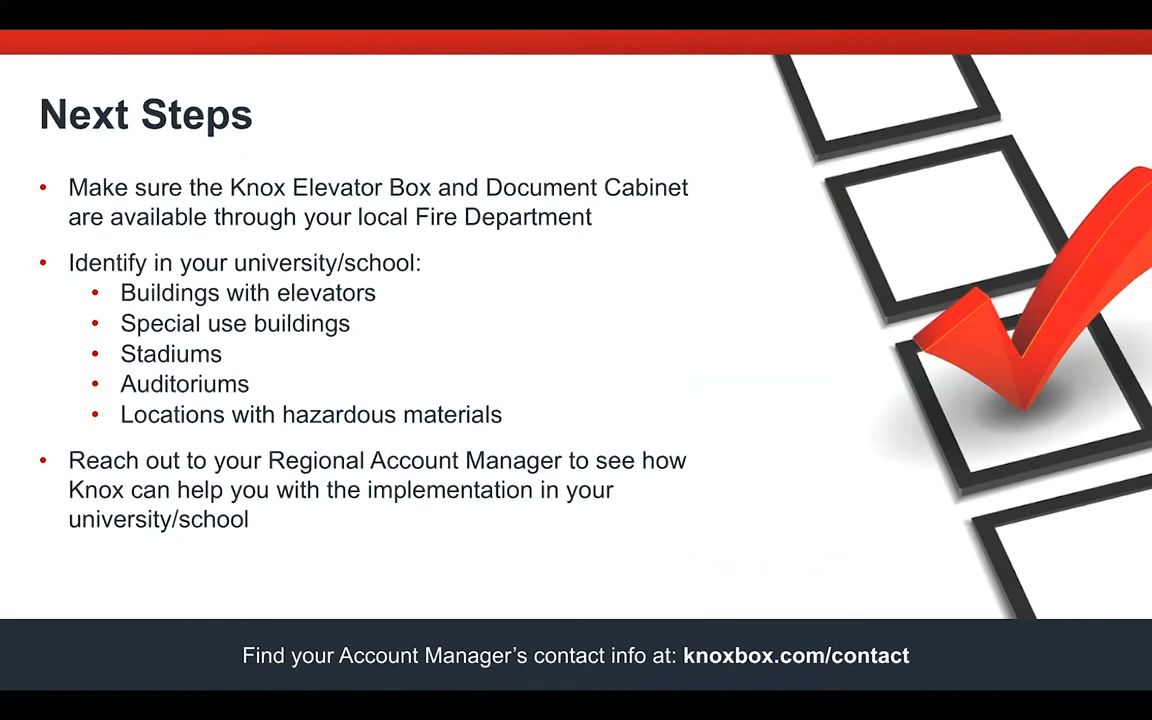 Next Steps
• Make sure the Knox Elevator Box and Document Cabinet
are available through your local Fire Department
• Identify in your university/school:
• Buildings with elevators
• Special use buildings
• Stadiums
• Auditoriums
• Locations with hazardous materials
• Reach out to your Regional Account Manager to see how
Knox can help you with the implementation in your
university/school
Find your Account Manager’s contact info at: knoxbox.com/contact